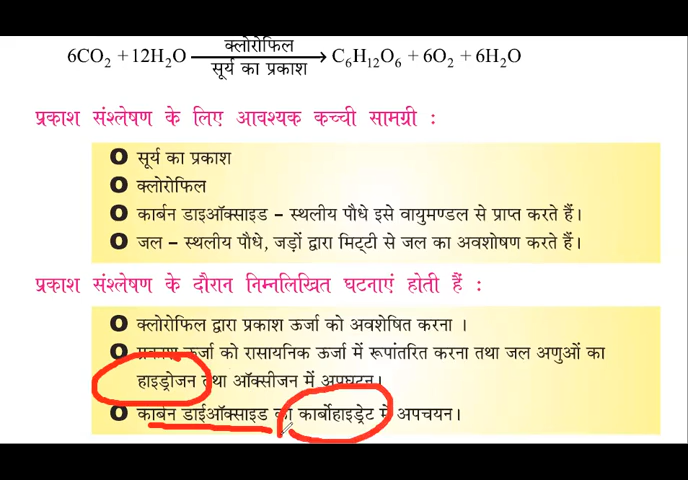 क्लोरोफिल
6CO₂ + 12H₂O ⟶ C₆H₁₂O₆ + 6O₂ + 6H₂O
सूर्य का प्रकाश
प्रकाश संश्लेषण के लिए आवश्यक कच्ची सामग्री :
सूर्य का प्रकाश
क्लोरोफिल
कार्बन डाइऑक्साइड – स्थलीय पौधे इसे वायुमण्डल से प्राप्त करते हैं।
जल – स्थलीय पौधे, जड़ों द्वारा मिट्टी से जल का अवशोषण करते हैं।
प्रकाश संश्लेषण के दौरान निम्नलिखित घटनाएं होती हैं :
क्लोरोफिल द्वारा प्रकाश ऊर्जा को अवशेषित करना ।
प्रकाश ऊर्जा को रासायनिक ऊर्जा में रूपांतरित करना तथा जल अणुओं का
हाइड्रोजन तथा ऑक्सीजन में अपघटन।
कार्बन डाईऑक्साइड का कार्बोहाइड्रेट में अपचयन।